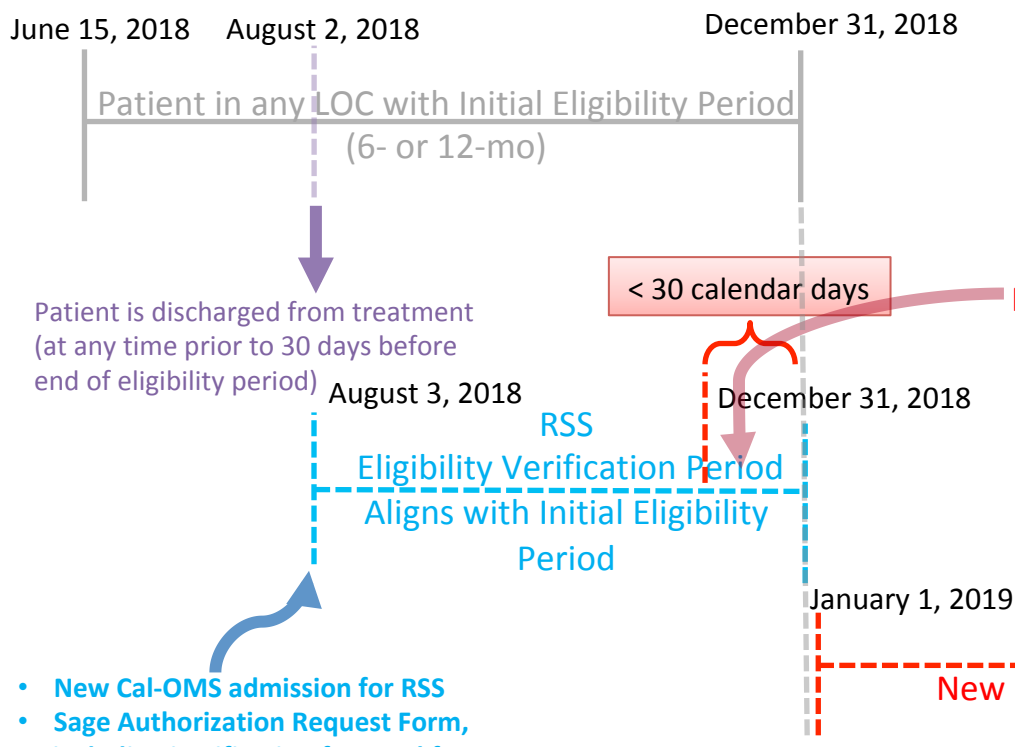 June 15, 2018 August 2, 2018 December 31, 2018
Patient in any LOC with Initial Eligibility Period
(6- or 12-mo)
< 30 calendar days
Patient is discharged from treatment
(at any time prior to 30 days before
end of eligibility period)
August 3, 2018
December 31, 2018
RSS
Eligibility Verification Period
Aligns with Initial Eligibility
Period
January 1, 2019
New
• New Cal-OMS admission for RSS
• Sage Authorization Request Form,